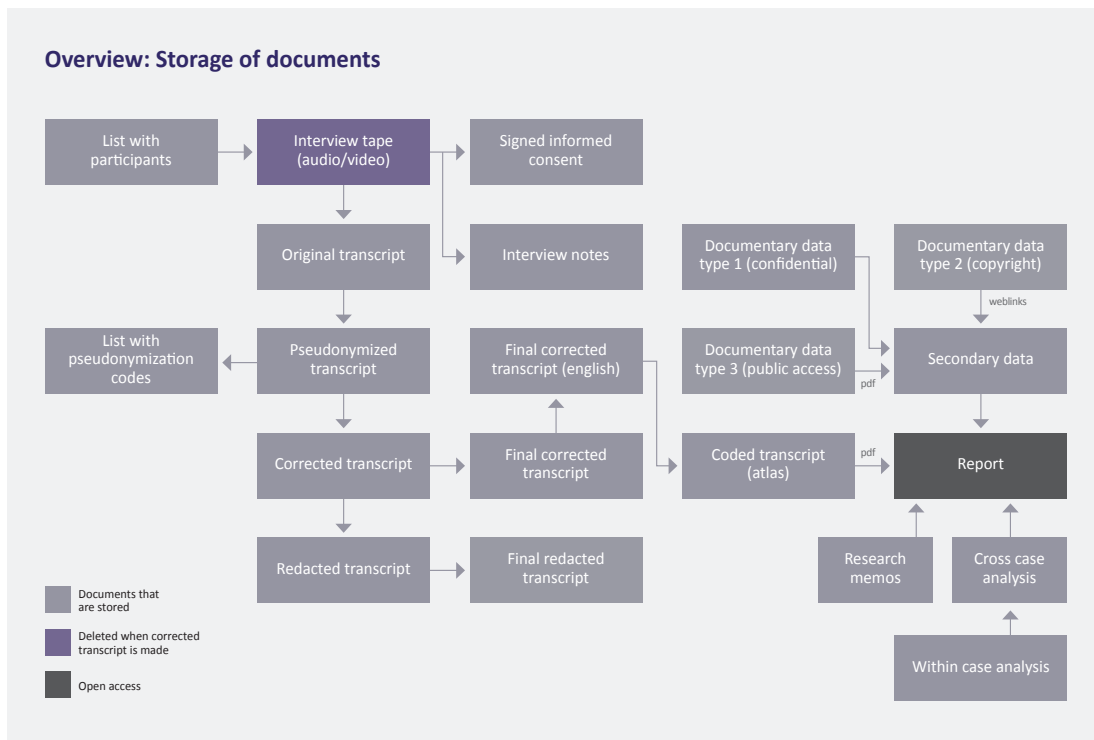 Overview: Storage of documents
List with
participants
Interview tape
(audio/video)
Signed informed
consent
Original transcript
Interview notes
Documentary data
type 1 (confidential)
Documentary data
type 2 (copyright)
weblinks
List with
pseudonymization
codes
Pseudonymized
transcript
Final corrected
transcript (english)
Documentary data
type 3 (public access)
pdf
Secondary data
Corrected transcript
Final corrected
transcript
Coded transcript
(atlas)
pdf
Report
Redacted transcript
Final redacted
transcript
Research
memos
Cross case
analysis
Within case analysis
Documents that
are stored
Deleted when corrected
transcript is made
Open access